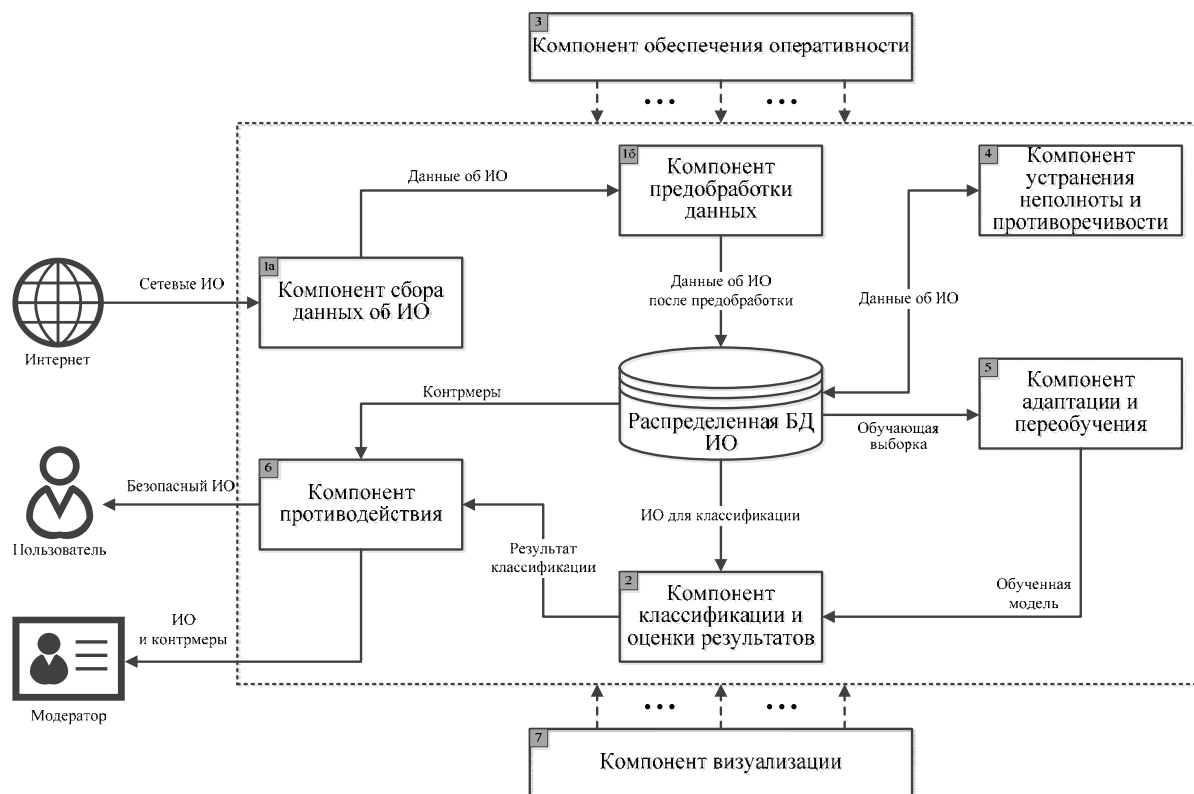 3
Компонент обеспечения оперативности
...
...
1б
Компонент
предобработки
данных
4
Компонент
устранения
неполноты и
противоречивости
Данные об ИО
1а
Компонент сбора
данных об ИО
Сетевые ИО
Интернет
Данные об ИО
после предобработки
Данные об ИО
Распределенная БД
ИО
Контрмеры
5
Компонент
адаптации и
переобучения
Обучающая
выборка
6
Компонент
противодействия
Безопасный ИО
Пользователь
ИО для классификации
Результат
классификации
2
Компонент
классификации и
оценки результатов
Обученная
модель
ИО
и контрмеры
Модератор
...
...
7
Компонент визуализации